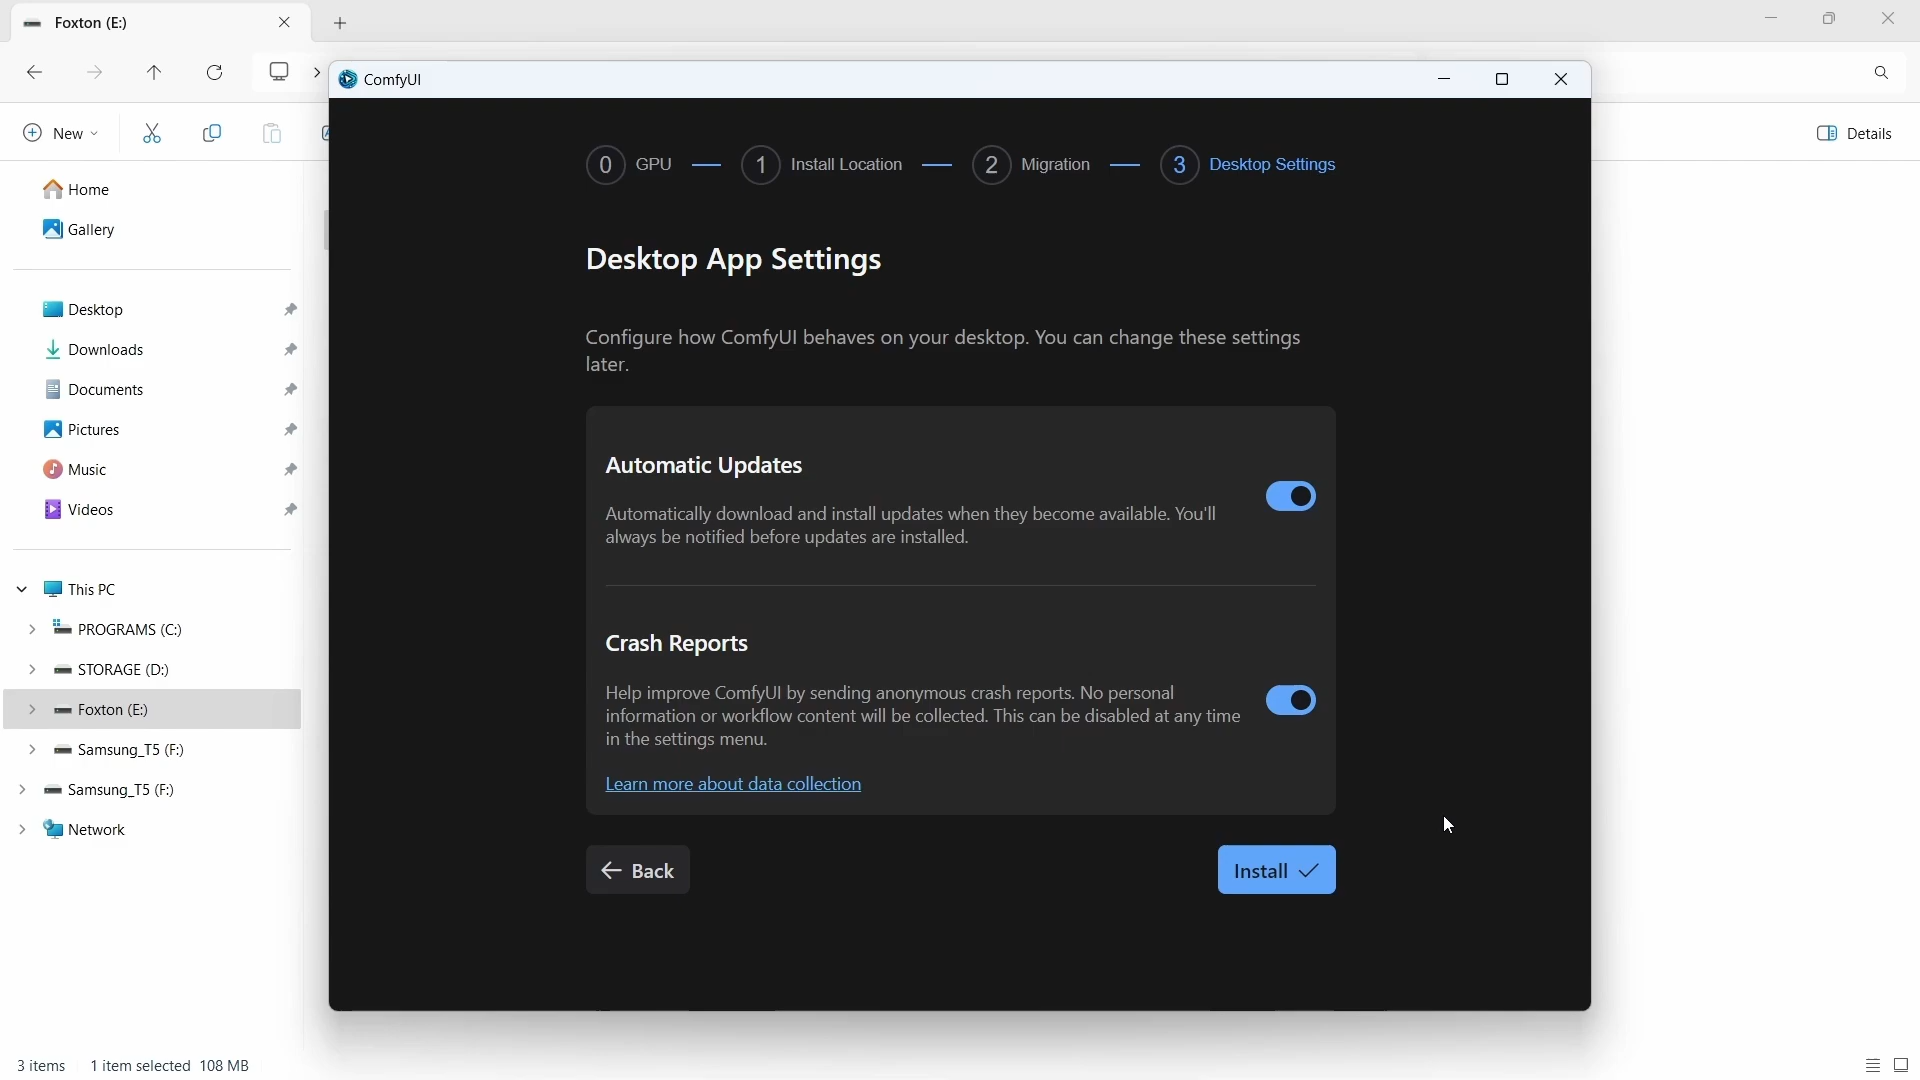 Foxton (E:)
ComfyUI
New
Details
Home
Gallery
Desktop
Downloads
Documents
Pictures
Music
Videos
This PC
PROGRAMS (C:)
STORAGE (D:)
Foxton (E:)
Samsung_T5 (F:)
Samsung_T5 (F:)
Network
0 GPU 1 Install Location 2 Migration 3 Desktop Settings
Desktop App Settings
Configure how ComfyUI behaves on your desktop. You can change these settings
later.
Automatic Updates
Automatically download and install updates when they become available. You'll
always be notified before updates are installed.
Crash Reports
Help improve ComfyUI by sending anonymous crash reports. No personal
information or workflow content will be collected. This can be disabled at any time
in the settings menu.
Learn more about data collection
Back
Install
3 items 1 item selected 108 MB